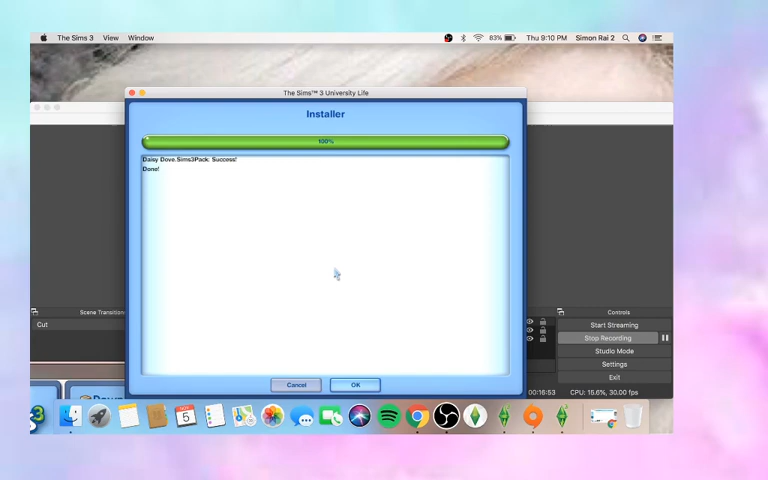 The Sims 3 View Window 83% Thu 9:10 PM Simon Rai 2
The Sims™ 3 University Life
Installer
100%
Daisy Dove.Sims3Pack: Success!
Done!
Scene Transition
Controls
Cut
Start Streaming
Stop Recording
Studio Mode
Settings
Exit
Cancel OK
00:16:53 CPU: 15.6%, 30.00 fps
3
5